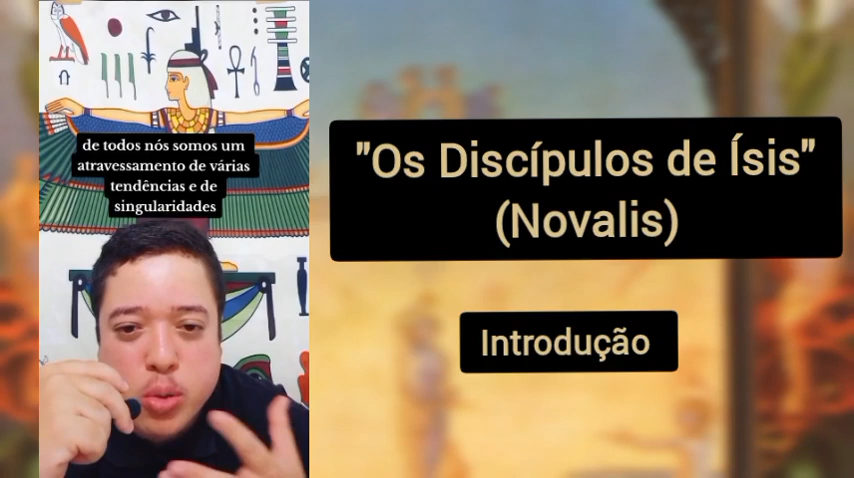 de todos nós somos um
atravessamento de várias
tendências e de
singularidades
"Os Discípulos de Ísis"
(Novalis)
Introdução